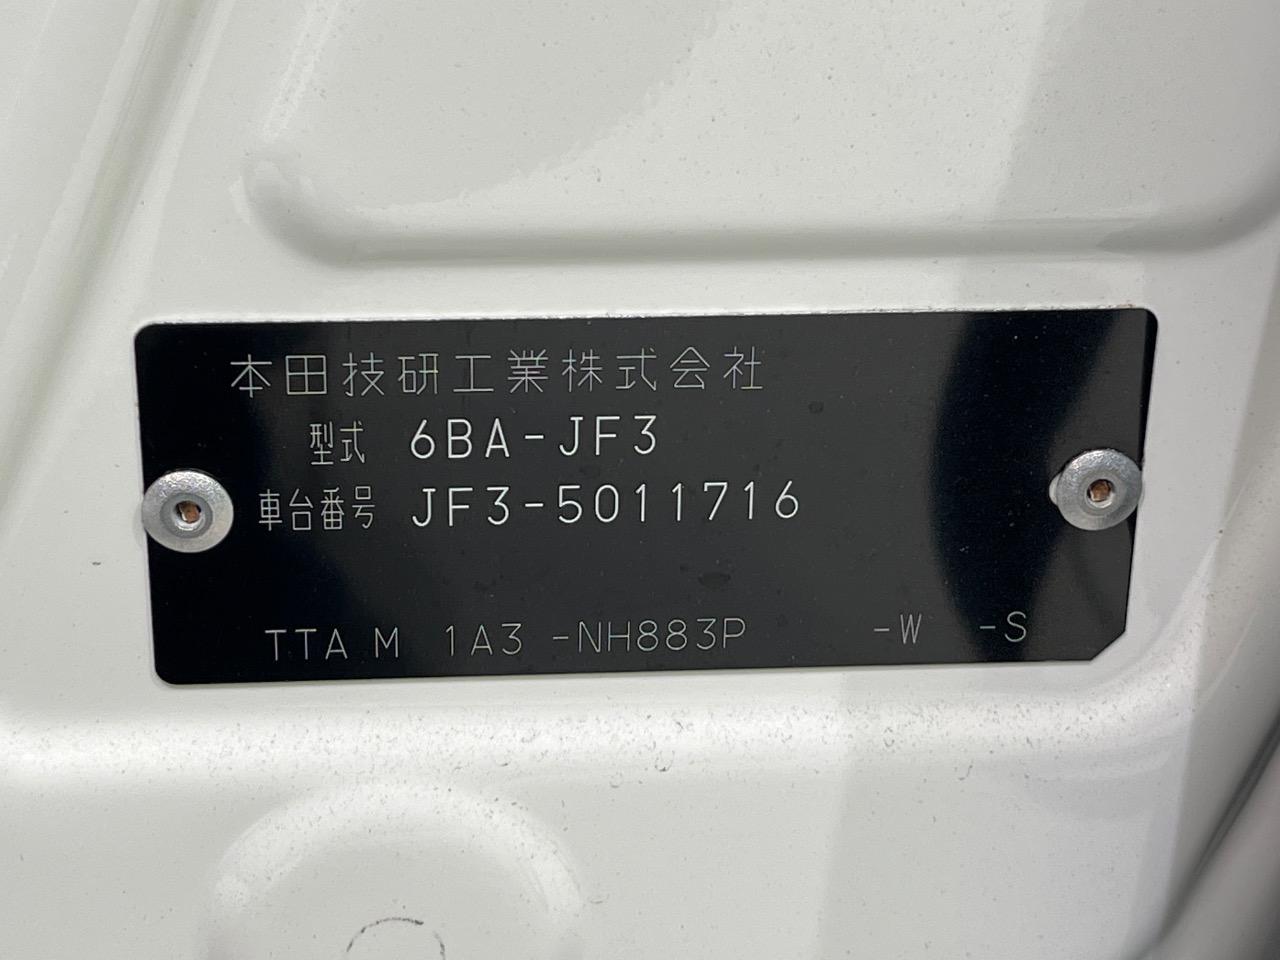 本田技研工業株式会社
型式 6BA-JF3
車台番号 JF3-5011716
TTA M 1A3 -NH883P -W -S